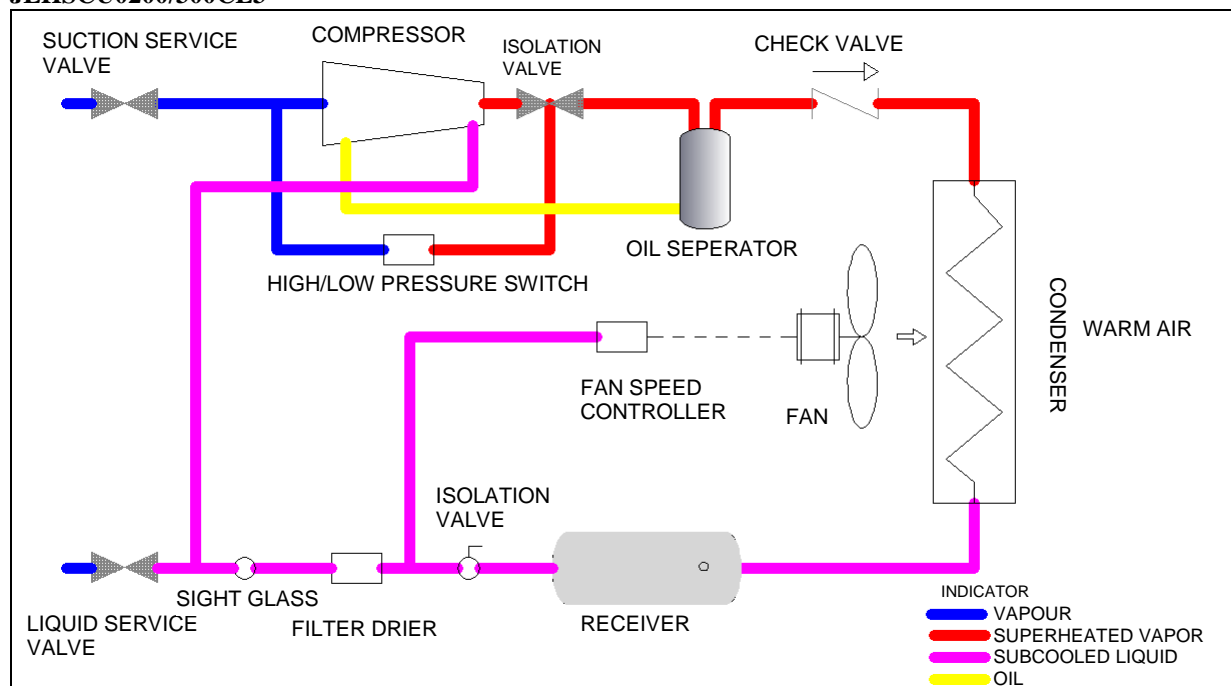 SUCTION SERVICE
VALVE
COMPRESSOR
ISOLATION
VALVE
CHECK VALVE
OIL SEPERATOR
HIGH/LOW PRESSURE SWITCH
FAN SPEED
CONTROLLER
FAN
CONDENSER
WARM AIR
ISOLATION
VALVE
SIGHT GLASS
FILTER DRIER
RECEIVER
LIQUID SERVICE
VALVE
INDICATOR
VAPOUR
SUPERHEATED VAPOR
SUBCOOLED LIQUID
OIL